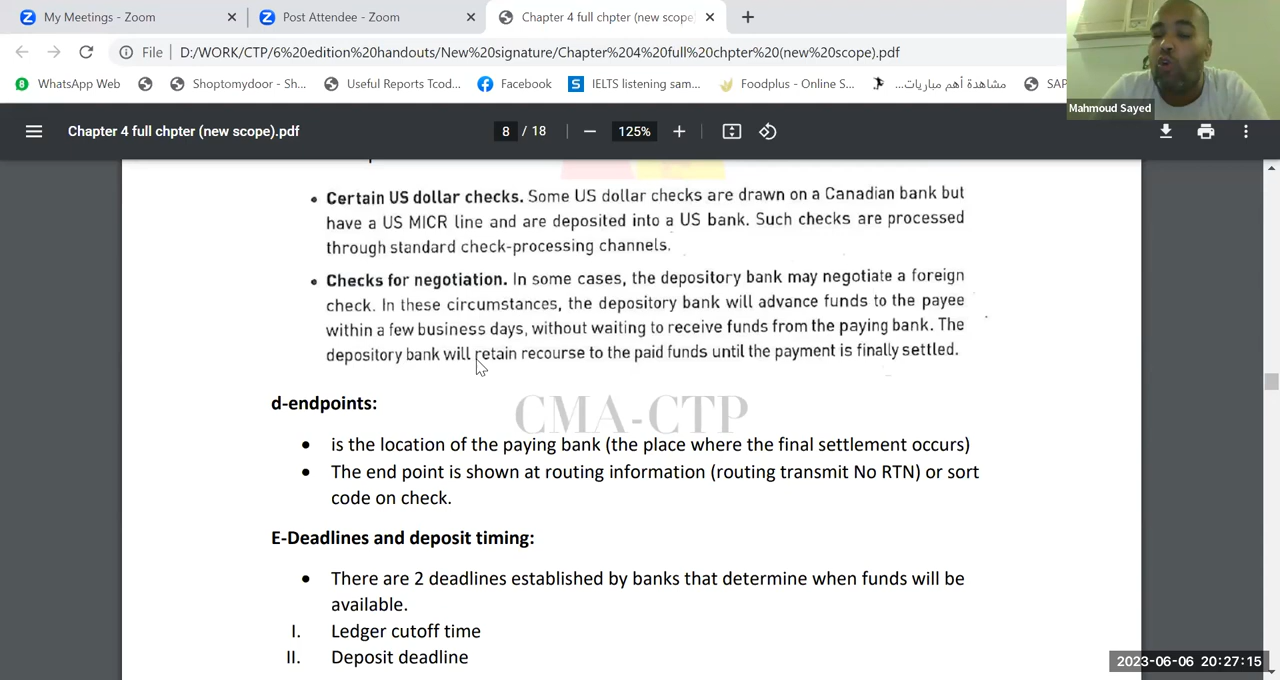 My Meetings - Zoom
Post Attendee - Zoom
Chapter 4 full chpter (new scope)
File
D:/WORK/CTP/6%20edition%20handouts/New%20signature/Chapter%204%20full%20chpter%20(new%20scope).pdf
WhatsApp Web
Shoptomydoor - Sh...
Useful Reports Tcod...
Facebook
IELTS listening sam...
Foodplus - Online S...
مشاهدة أهم مباريات...
SAP
Mahmoud Sayed
Chapter 4 full chpter (new scope).pdf
8 / 18
125%
• Certain US dollar checks. Some US dollar checks are drawn on a Canadian bank but
have a US MICR line and are deposited into a US bank. Such checks are processed
through standard check-processing channels.
• Checks for negotiation. In some cases, the depository bank may negotiate a foreign
check. In these circumstances, the depository bank will advance funds to the payee
within a few business days, without waiting to receive funds from the paying bank. The
depository bank will retain recourse to the paid funds until the payment is finally settled.
d-endpoints:
CMA-CTP
• is the location of the paying bank (the place where the final settlement occurs)
• The end point is shown at routing information (routing transmit No RTN) or sort
code on check.
E-Deadlines and deposit timing:
• There are 2 deadlines established by banks that determine when funds will be
available.
I. Ledger cutoff time
II. Deposit deadline
2023-06-06 20:27:15